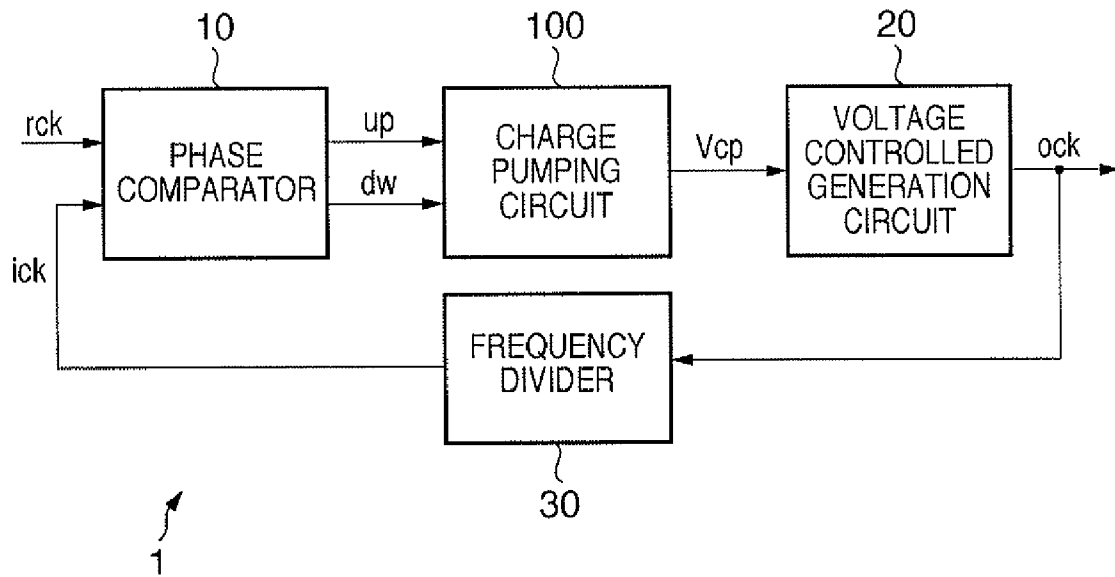 10
100
20
rck
PHASE
COMPARATOR
up
dw
CHARGE
PUMPING
CIRCUIT
Vcp
VOLTAGE
CONTROLLED
GENERATION
CIRCUIT
ock
ick
FREQUENCY
DIVIDER
30
1